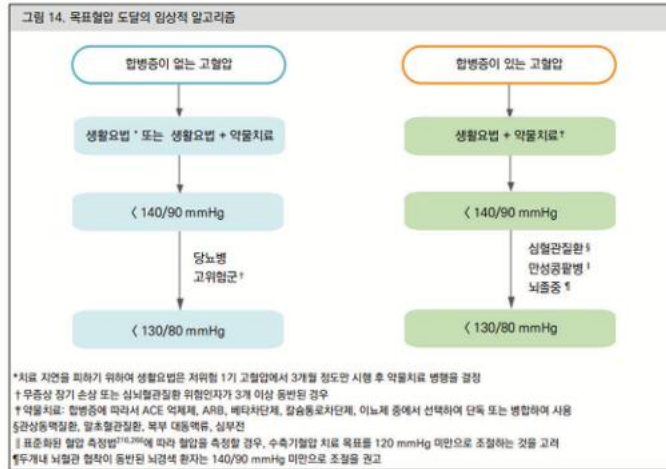 그림 14. 목표혈압 도달의 임상적 알고리즘
합병증이 없는 고혈압
합병증이 있는 고혈압
생활요법 * 또는 생활요법 + 약물치료
생활요법 + 약물치료†
< 140/90 mmHg
< 140/90 mmHg
당뇨병
고위험군†
심혈관질환 §
만성콩팥병 ‖
뇌졸중 ¶
< 130/80 mmHg
< 130/80 mmHg
*치료 지연을 피하기 위하여 생활요법은 저위험 1기 고혈압에서 3개월 정도만 시행 후 약물치료 병행을 결정
†무증상 장기 손상 또는 심뇌혈관질환 위험인자가 3개 이상 동반된 경우
†약물치료: 합병증에 따라서 ACE 억제제, ARB, 베타차단제, 칼슘통로차단제, 이뇨제 중에서 선택하여 단독 또는 병합하여 사용
§관상동맥질환, 말초혈관질환, 복부 대동맥류, 심부전
‖ 표준화된 혈압 측정법에 따라 혈압을 측정할 경우, 수축기혈압 치료 목표를 120 mmHg 미만으로 조절하는 것을 고려
¶두개내 뇌혈관 협착이 동반된 뇌경색 환자는 140/90 mmHg 미만으로 조절을 권고